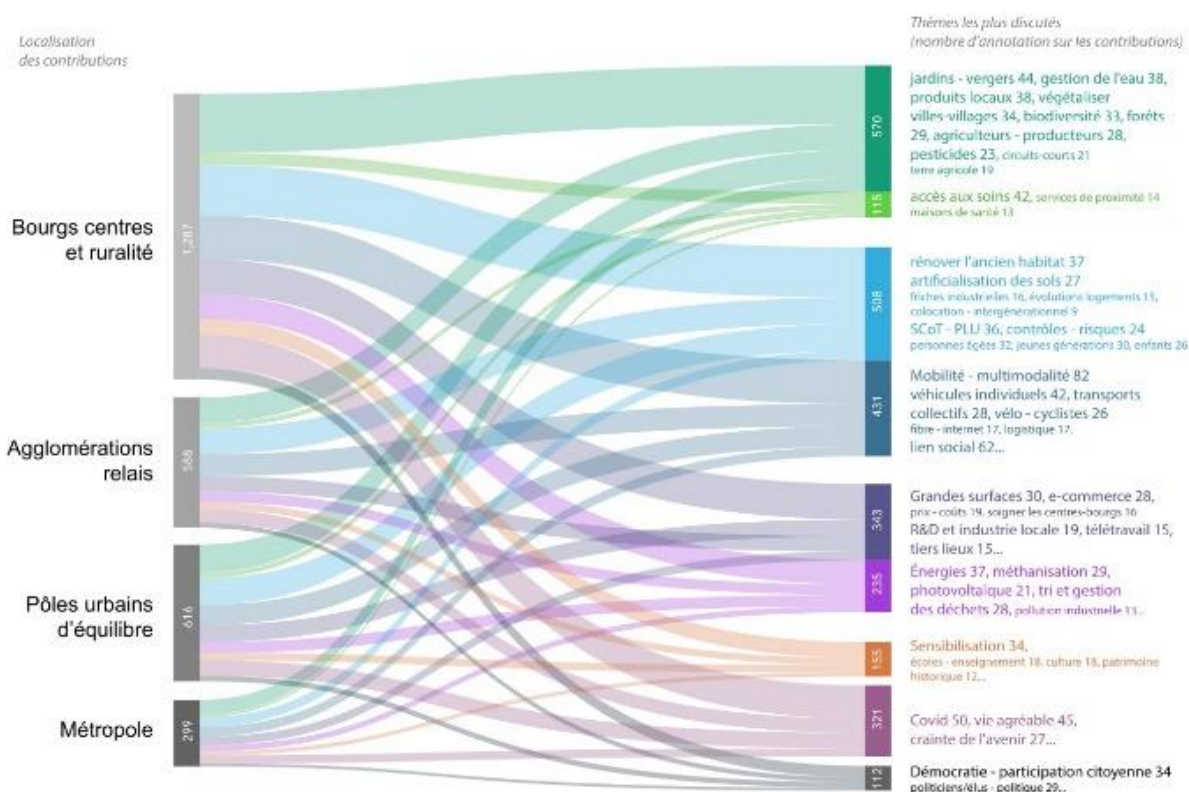 Localisation
des contributions
Thèmes les plus discutés
(nombre d'annotation sur les contributions)
Bourgs centres
et ruralité
1,287
Agglomérations
relais
588
Pôles urbains
d'équilibre
616
Métropole
299
570
jardins - vergers 44, gestion de l'eau 38,
produits locaux 38, végétaliser
villes-villages 34, biodiversité 33, forêts
29, agriculteurs - producteurs 28,
pesticides 23, circuits-courts 21
terre agricole 19
115
accès aux soins 42, services de proximité 14
maisons de santé 13
508
rénover l'ancien habitat 37
artificialisation des sols 27
friches industrielles 16, évolutions logements 15,
colocation - intergénérationnel 9
SCoT - PLU 36, contrôles - risques 24
personnes âgées 32, jeunes générations 30, enfants 26
431
Mobilité - multimodalité 82
véhicules individuels 42, transports
collectifs 28, vélo - cyclistes 26
fibre - internet 17, logistique 17.
lien social 62...
343
Grandes surfaces 30, e-commerce 28,
prix - coûts 19, soigner les centres-bourgs 16
R&D et industrie locale 19, télétravail 15,
tiers lieux 15...
235
Énergies 37, méthanisation 29,
photovoltaïque 21, tri et gestion
des déchets 28, pollution industrielle 13...
155
Sensibilisation 34,
écoles - enseignement 18, culture 18, patrimoine
historique 12...
321
Covid 50, vie agréable 45,
crainte de l'avenir 27...
112
Démocratie - participation citoyenne 34
politiciens/élus - politique 29...